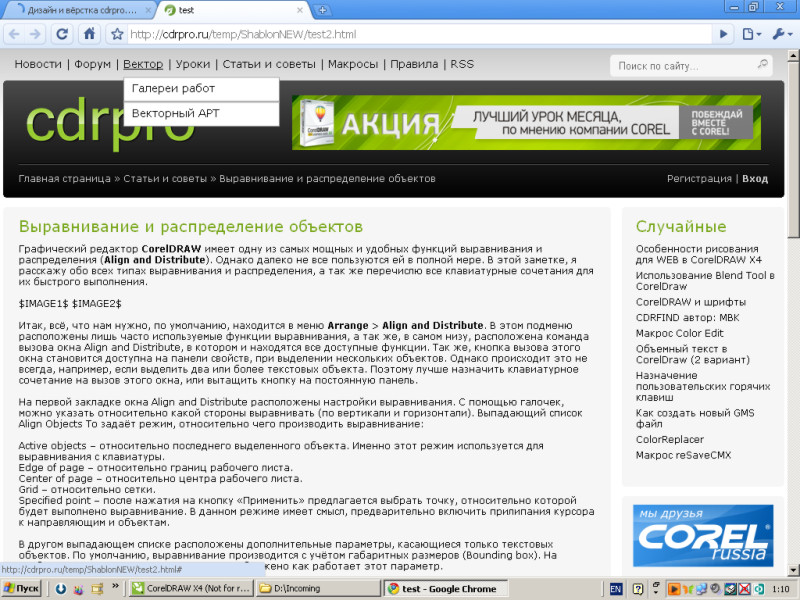 Дизайн и вёрстка cdrpro....
test
http://cdrpro.ru/temp/ShablonNEW/test2.html
Новости | Форум | Вектор | Уроки | Статьи и советы | Макросы | Правила | RSS
Поиск по сайту...
Галереи работ
Векторный АРТ
cdrpro
АКЦИЯ
ЛУЧШИЙ УРОК МЕСЯЦА,
по мнению компании COREL
ПОБЕЖДАЙ
ВМЕСТЕ
С COREL!
Главная страница » Статьи и советы » Выравнивание и распределение объектов
Регистрация | Вход
Выравнивание и распределение объектов
Графический редактор CorelDRAW имеет одну из самых мощных и удобных функций выравнивания и
распределения (Align and Distribute). Однако далеко не все пользуются ей в полной мере. В этой заметке, я
расскажу обо всех типах выравнивания и распределения, а так же перечислю все клавиатурные сочетания для
их быстрого выполнения.
$IMAGE1$ $IMAGE2$
Итак, всё, что нам нужно, по умолчанию, находится в меню Arrange > Align and Distribute. В этом подменю
расположены лишь часто используемые функции выравнивания, а так же, в самом низу, расположена команда
вызова окна Align and Distribute, в котором и находятся все доступные функции. Так же, кнопка вызова этого
окна становится доступна на панели свойств, при выделении нескольких объектов. Однако происходит это не
всегда, например, если выделить два или более текстовых объекта. Поэтому лучше назначить клавиатурное
сочетание на вызов этого окна, или вытащить кнопку на постоянную панель.
На первой закладке окна Align and Distribute расположены настройки выравнивания. С помощью галочек,
можно указать относительно какой стороны выравнивать (по вертикали и горизонтали). Выпадающий список
Align Objects To задаёт режим, относительно чего производить выравнивание:
Active objects – относительно последнего выделенного объекта. Именно этот режим используется для
выравнивания с клавиатуры.
Edge of page – относительно границ рабочего листа.
Center of page – относительно центра рабочего листа.
Grid – относительно сетки.
Specified point – после нажатия на кнопку «Применить» предлагается выбрать точку, относительно которой
будет выполнено выравнивание. В данном режиме имеет смысл, предварительно включить прилипания курсора
к направляющим и объектам.
В другом выпадающем списке расположены дополнительные параметры, касающиеся только текстовых
объектов. По умолчанию, выравнивание производится с учётом габаритных размеров (Bounding box). На
жено как работает этот параметр.
Случайные
Особенности рисования
для WEB в CorelDRAW X4
Использование Blend Tool в
CorelDraw
CorelDRAW и шрифты
CDRFIND автор: МВК
Макрос Color Edit
Объемный текст в
CorelDraw (2 вариант)
Назначение
пользовательских горячих
клавиш
Как создать новый GMS
файл
ColorReplacer
Макрос reSaveCMX
мы друзья
COREL
russia
http://cdrpro.ru/temp/ShablonNEW/test2.html#
Пуск
CorelDRAW X4 (Not for r...
D:\Incoming
test - Google Chrome
EN
1:10